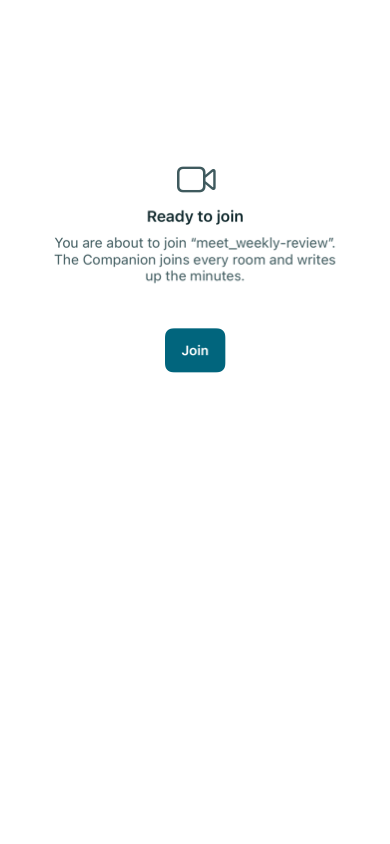 Ready to join
You are about to join “meet_weekly-review”.
The Companion joins every room and writes
up the minutes.
Join